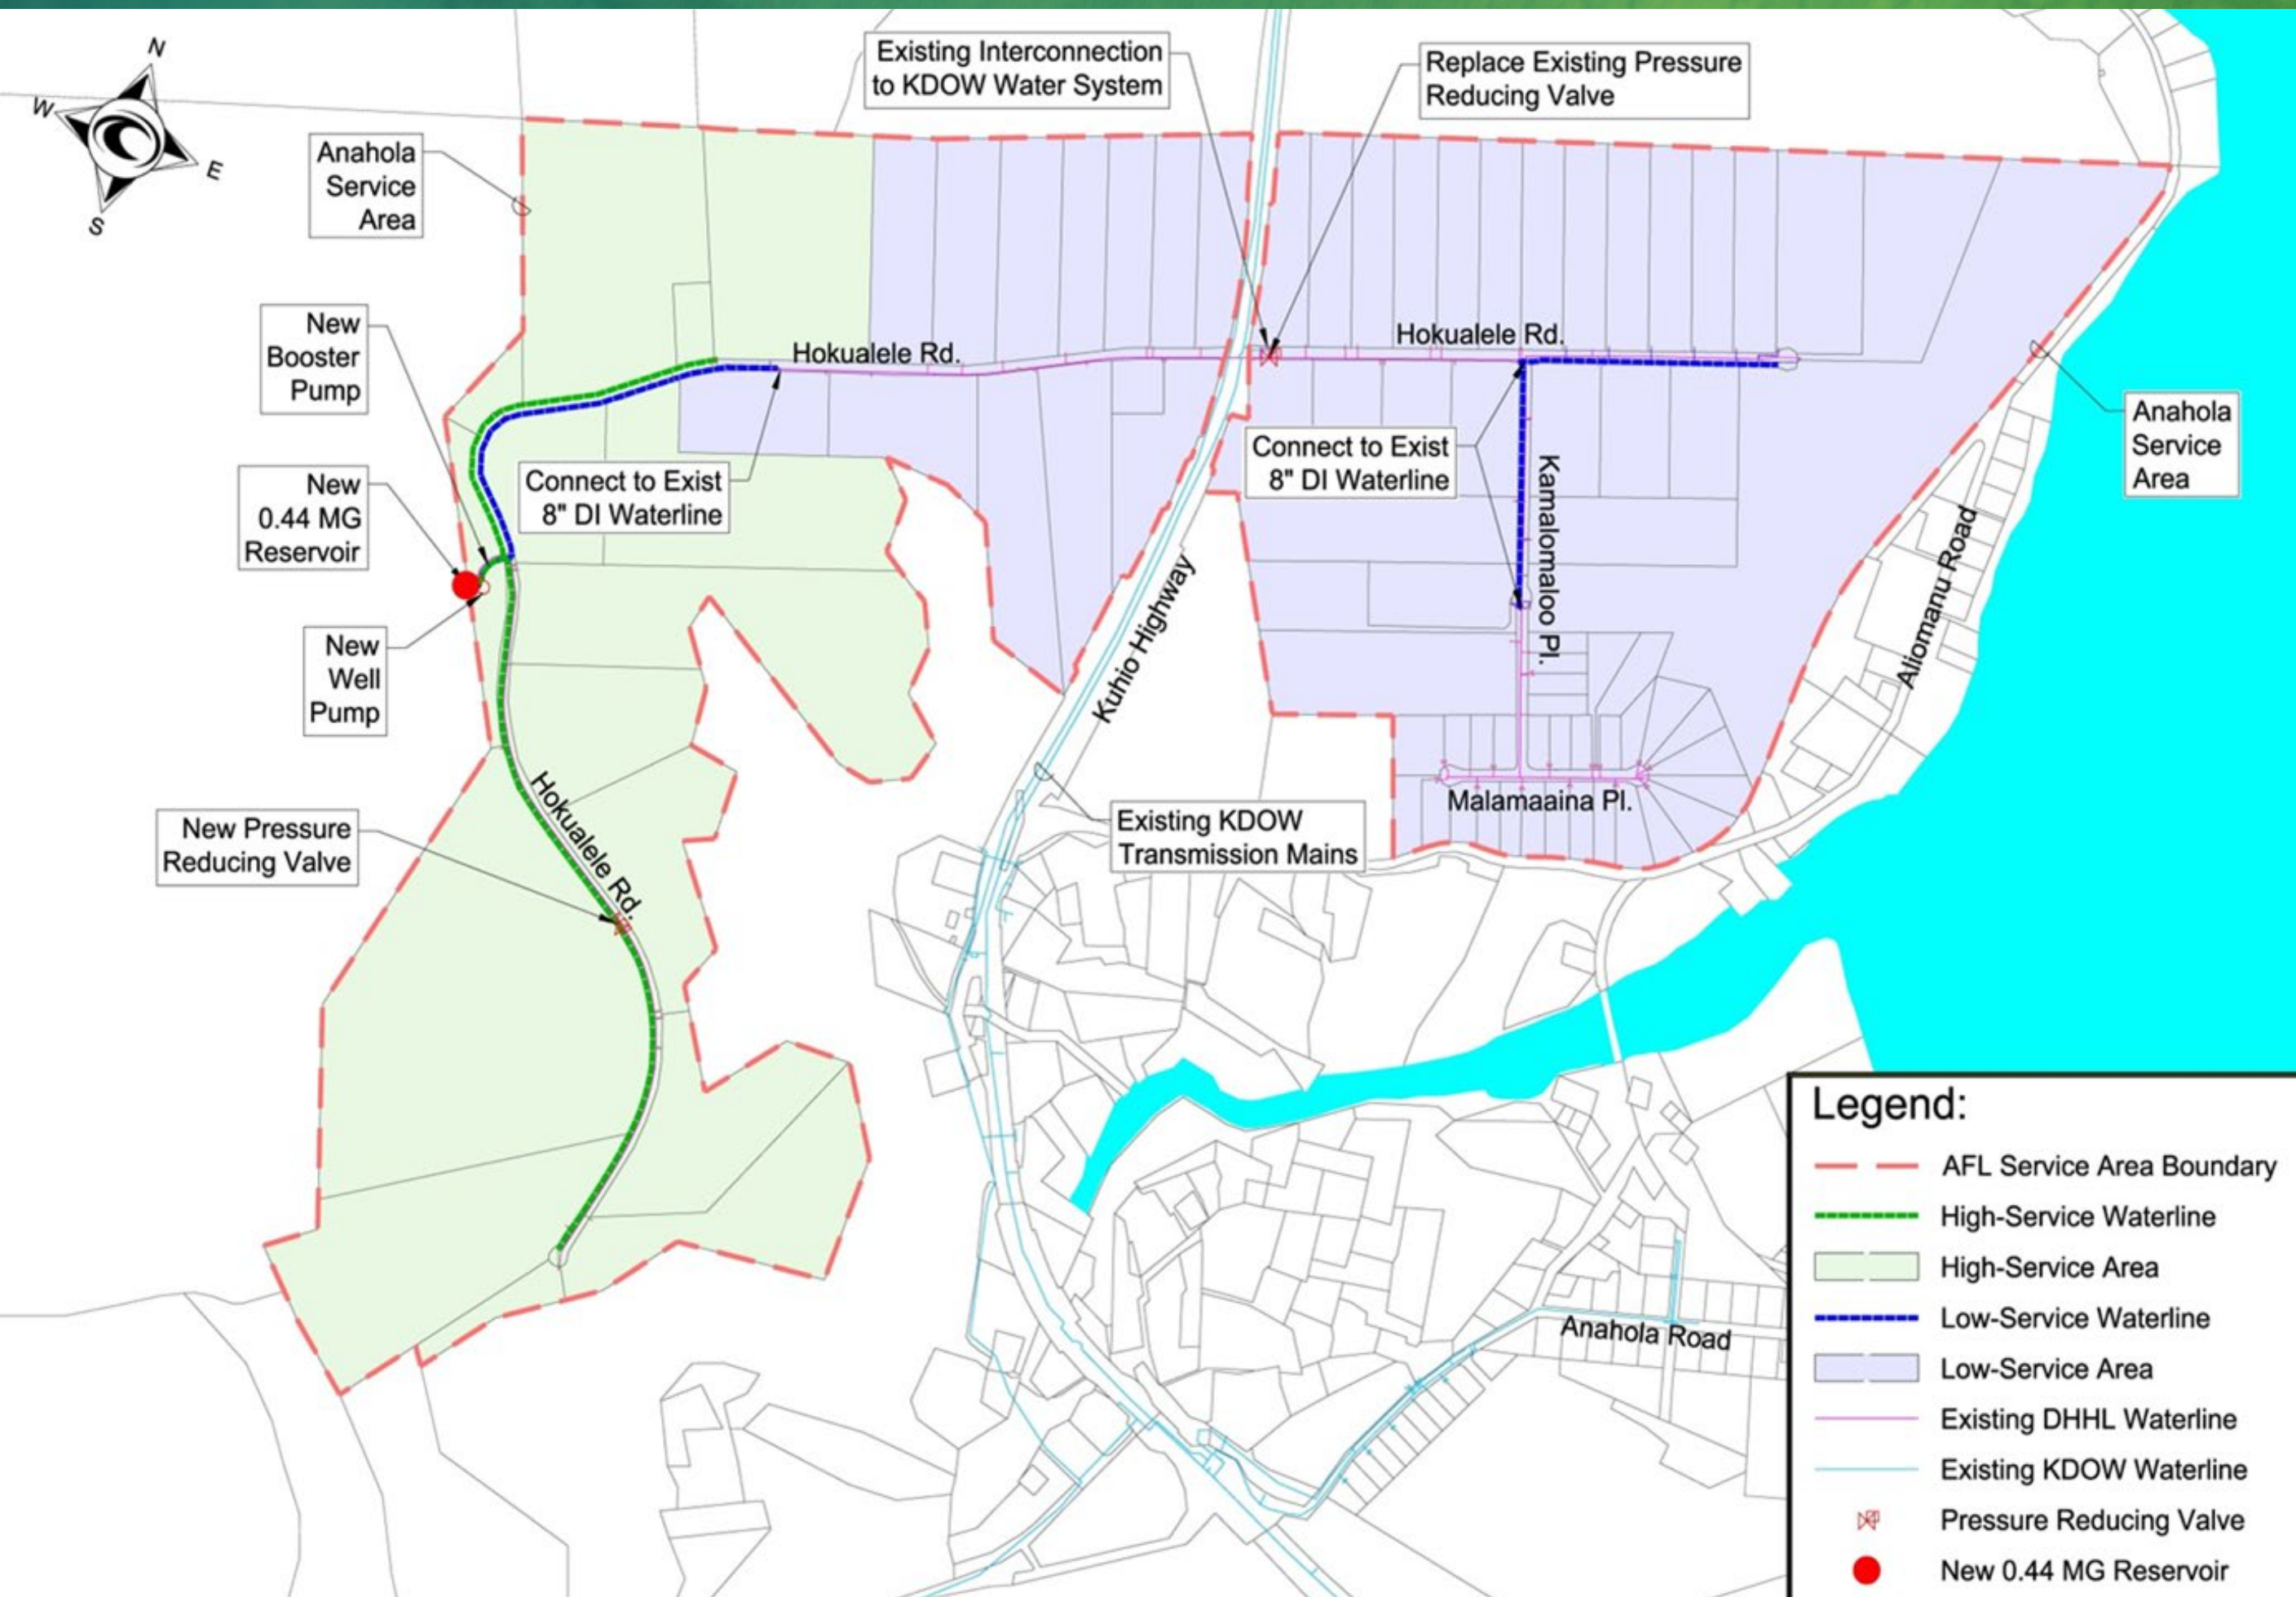 N
W
E
S
Existing Interconnection
to KDOW Water System
Replace Existing Pressure
Reducing Valve
Anahola
Service
Area
New
Booster
Pump
Hokualele Rd.
Hokualele Rd.
Anahola
Service
Area
New
0.44 MG
Reservoir
Connect to Exist
8" DI Waterline
Connect to Exist
8" DI Waterline
Kamalomaloo Pl.
Aliomanu Road
Kuhio Highway
New
Well
Pump
Hokualele Rd.
New Pressure
Reducing Valve
Existing KDOW
Transmission Mains
Malamaaina Pl.
Anahola Road
Legend:
AFL Service Area Boundary
High-Service Waterline
High-Service Area
Low-Service Waterline
Low-Service Area
Existing DHHL Waterline
Existing KDOW Waterline
Pressure Reducing Valve
New 0.44 MG Reservoir